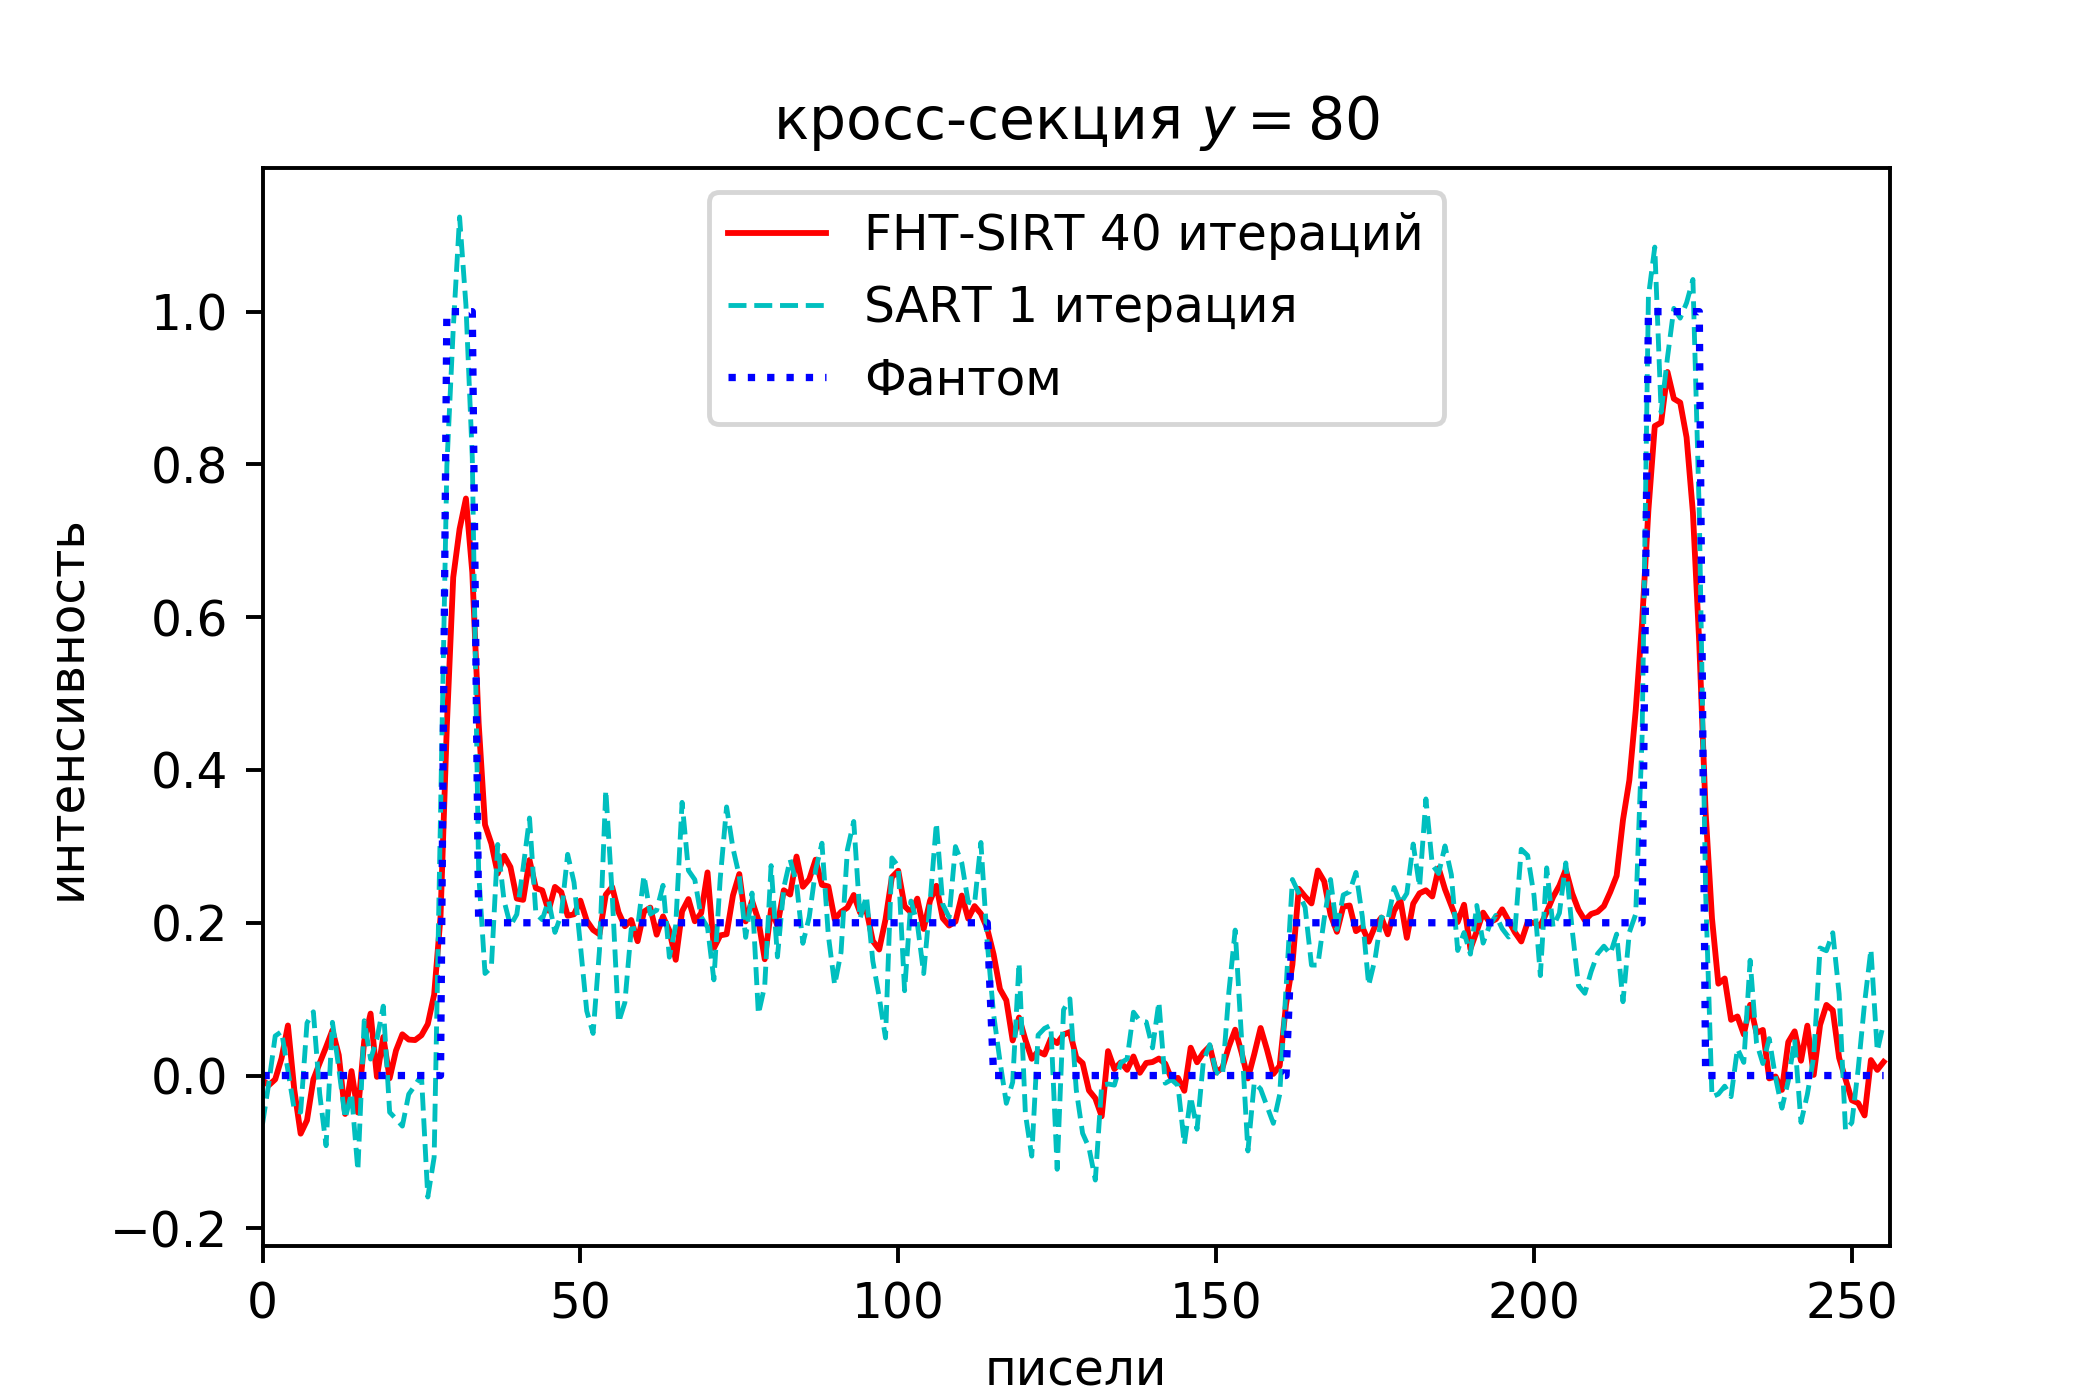 кросс-секция y = 80
FHT-SIRT 40 итераций
SART 1 итерация
Фантом
интенсивность
1.0
0.8
0.6
0.4
0.2
0.0
−0.2
0 50 100 150 200 250
писели